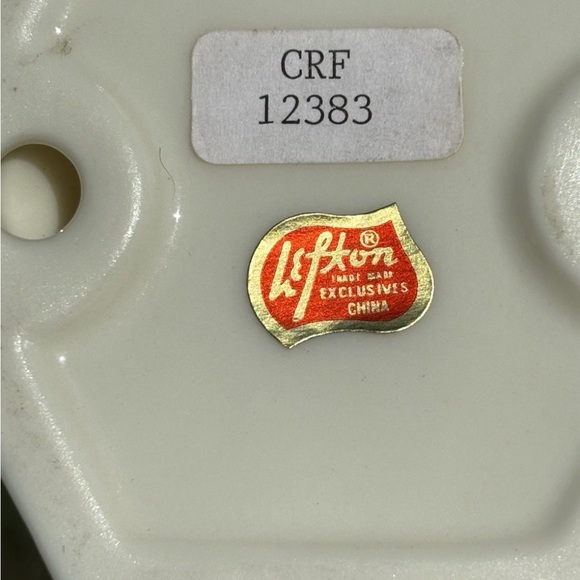 CRF
12383
Lefton ®
TRADE MARK
EXCLUSIVES
CHINA